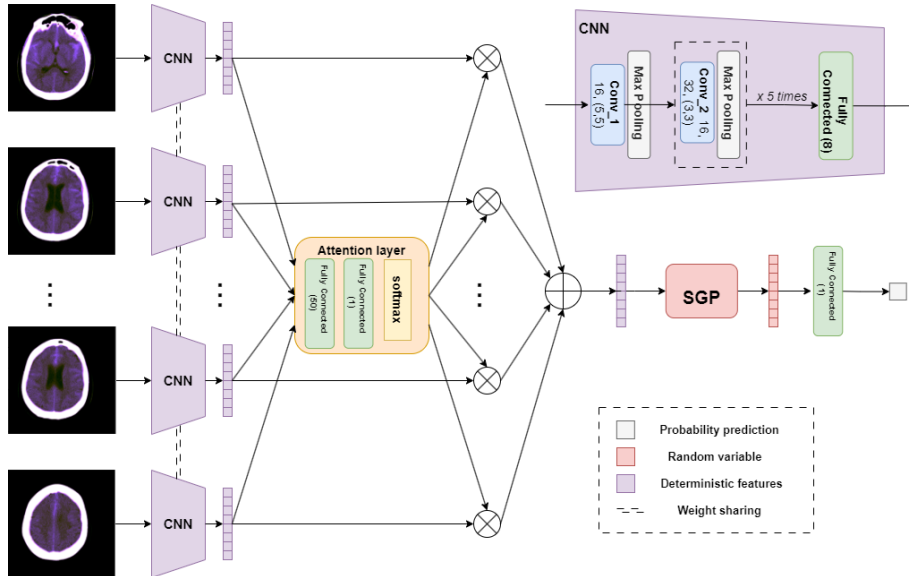 CNN
CNN
CNN
CNN
...
...
...
Attention layer
Fully Connected
(50)
Fully Connected
(1)
softmax
CNN
Conv_1
16, (5,5)
Max Pooling
Conv_2 16,
32, (3,3)
Max Pooling
x 5 times
Fully
Connected (8)
SGP
Fully Connected
(1)
Probability prediction
Random variable
Deterministic features
Weight sharing